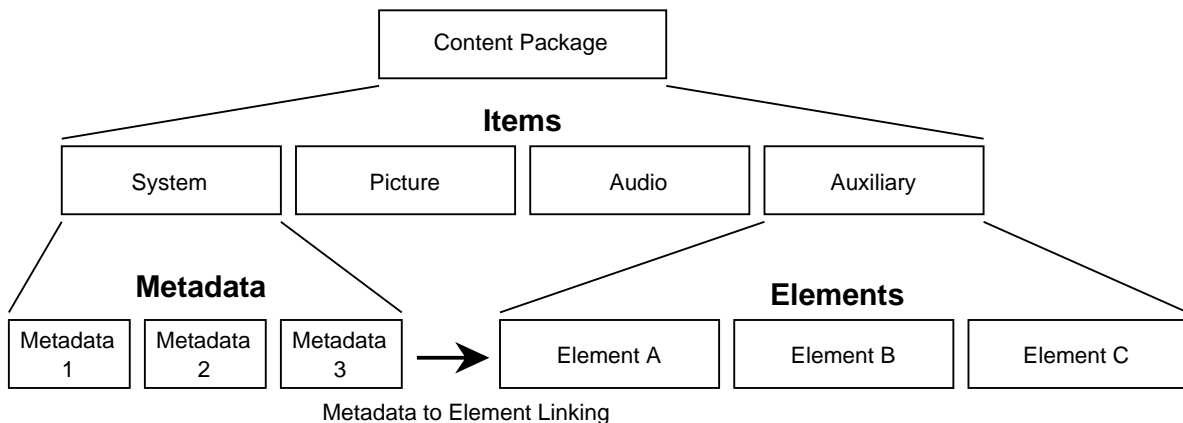 Content Package
Items
System
Picture
Audio
Auxiliary
Metadata
Elements
Metadata
1
Metadata
2
Metadata
3
Element A
Element B
Element C
Metadata to Element Linking